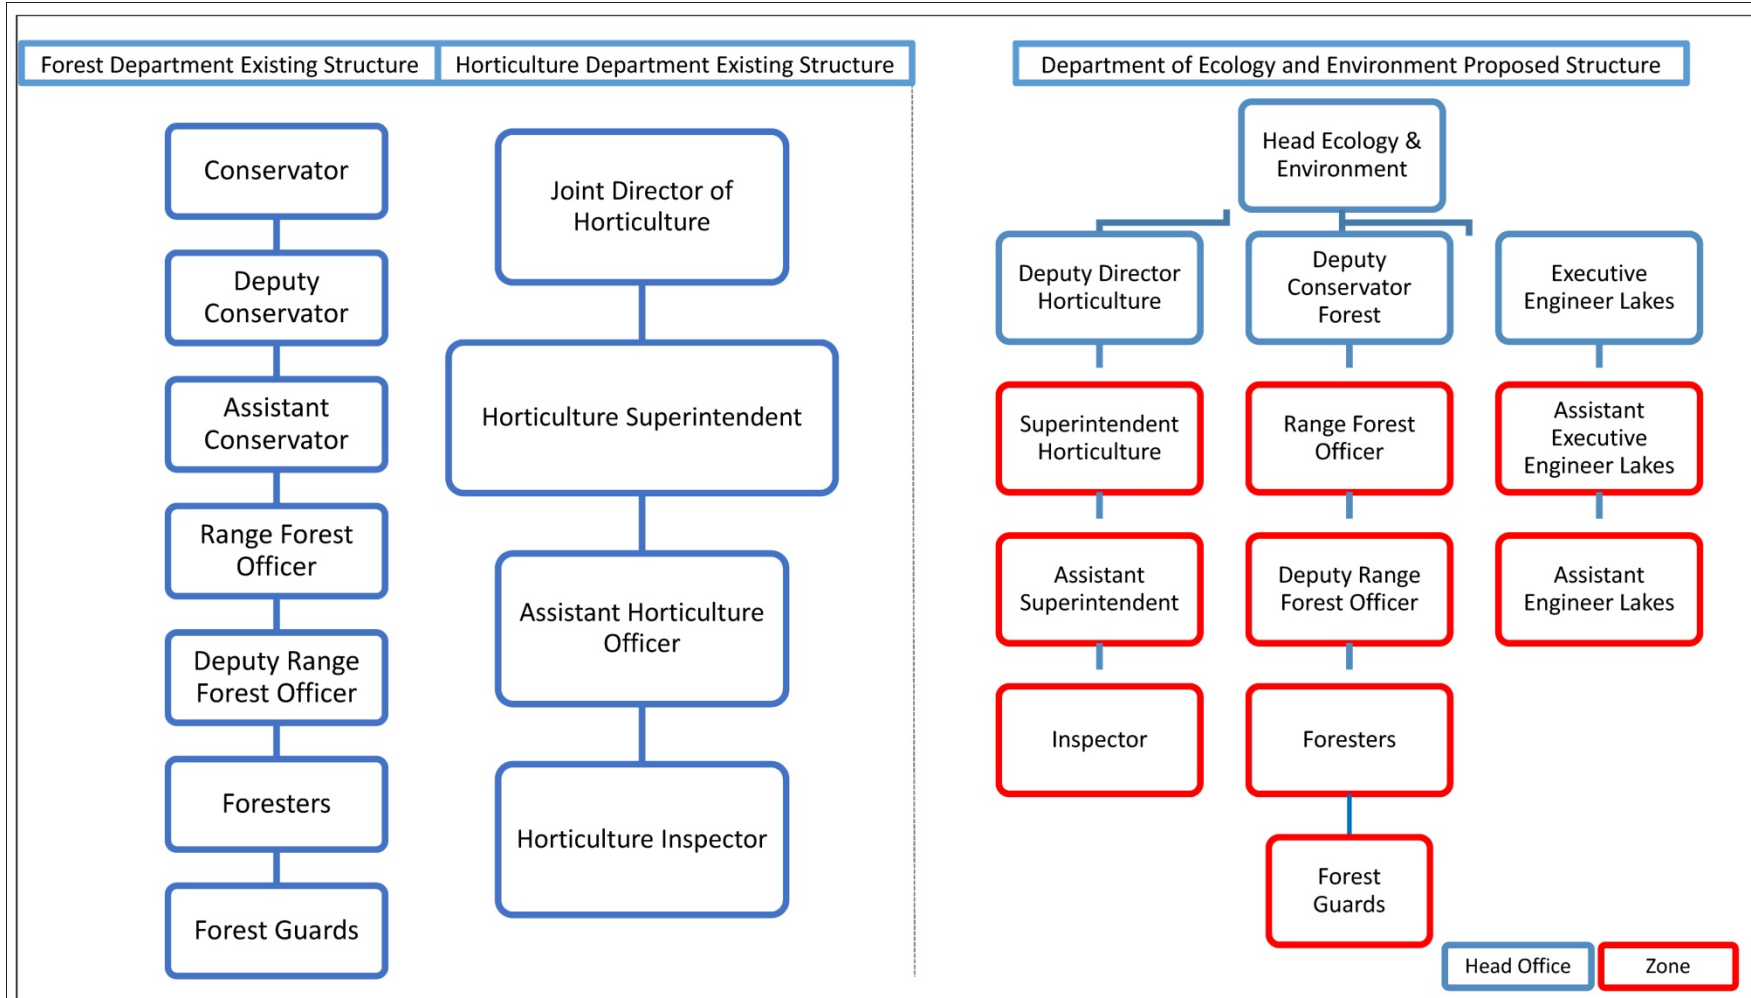 Forest Department Existing Structure
Horticulture Department Existing Structure
Conservator
Deputy
Conservator
Assistant
Conservator
Range Forest
Officer
Deputy Range
Forest Officer
Foresters
Forest Guards
Joint Director of
Horticulture
Horticulture Superintendent
Assistant Horticulture
Officer
Horticulture Inspector
Department of Ecology and Environment Proposed Structure
Head Ecology &
Environment
Deputy Director
Horticulture
Superintendent
Horticulture
Assistant
Superintendent
Inspector
Deputy
Conservator
Forest
Range Forest
Officer
Deputy Range
Forest Officer
Foresters
Forest
Guards
Executive
Engineer Lakes
Assistant
Executive
Engineer Lakes
Assistant
Engineer Lakes
Head Office
Zone